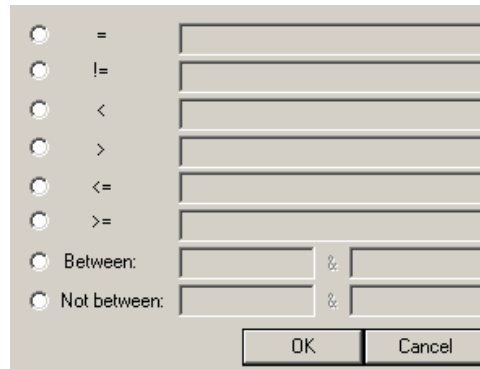 =
!=
<
>
<=
>=
Between: &
Not between: &
OK Cancel